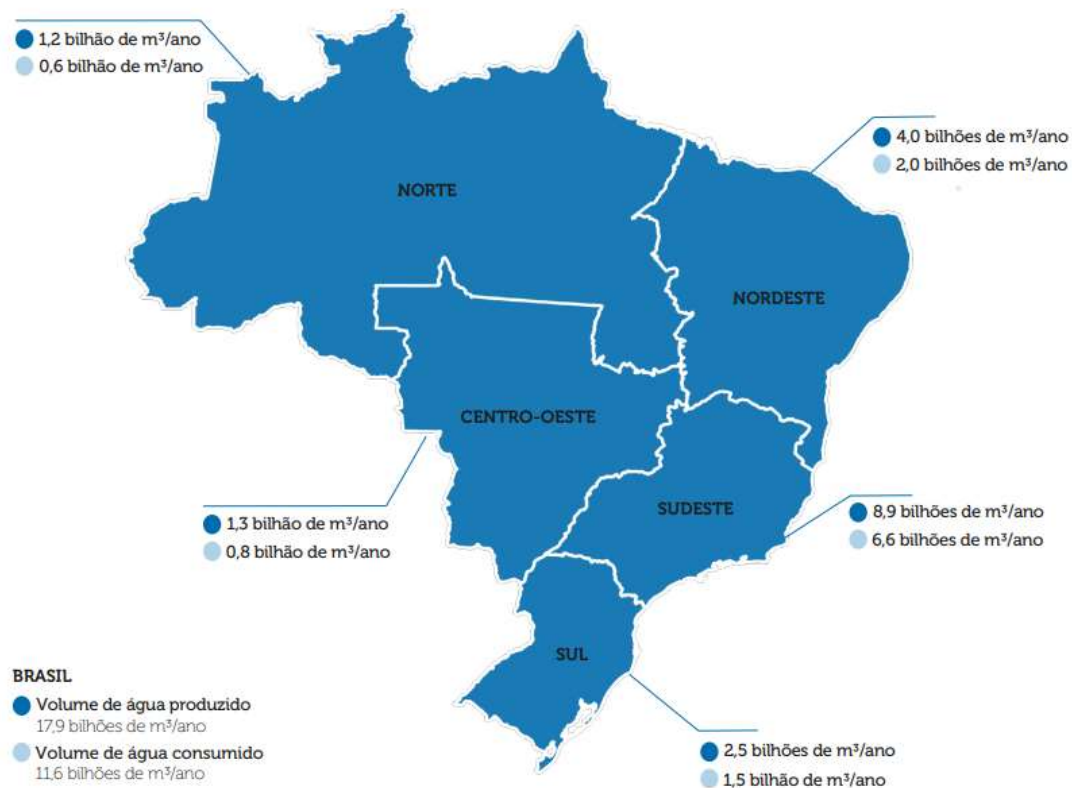 1,2 bilhão de m³/ano
0,6 bilhão de m³/ano
4,0 bilhões de m³/ano
2,0 bilhões de m³/ano
NORTE
NORDESTE
CENTRO-OESTE
SUDESTE
1,3 bilhão de m³/ano
0,8 bilhão de m³/ano
8,9 bilhões de m³/ano
6,6 bilhões de m³/ano
SUL
BRASIL
Volume de água produzido
17,9 bilhões de m³/ano
Volume de água consumido
11,6 bilhões de m³/ano
2,5 bilhões de m³/ano
1,5 bilhão de m³/ano